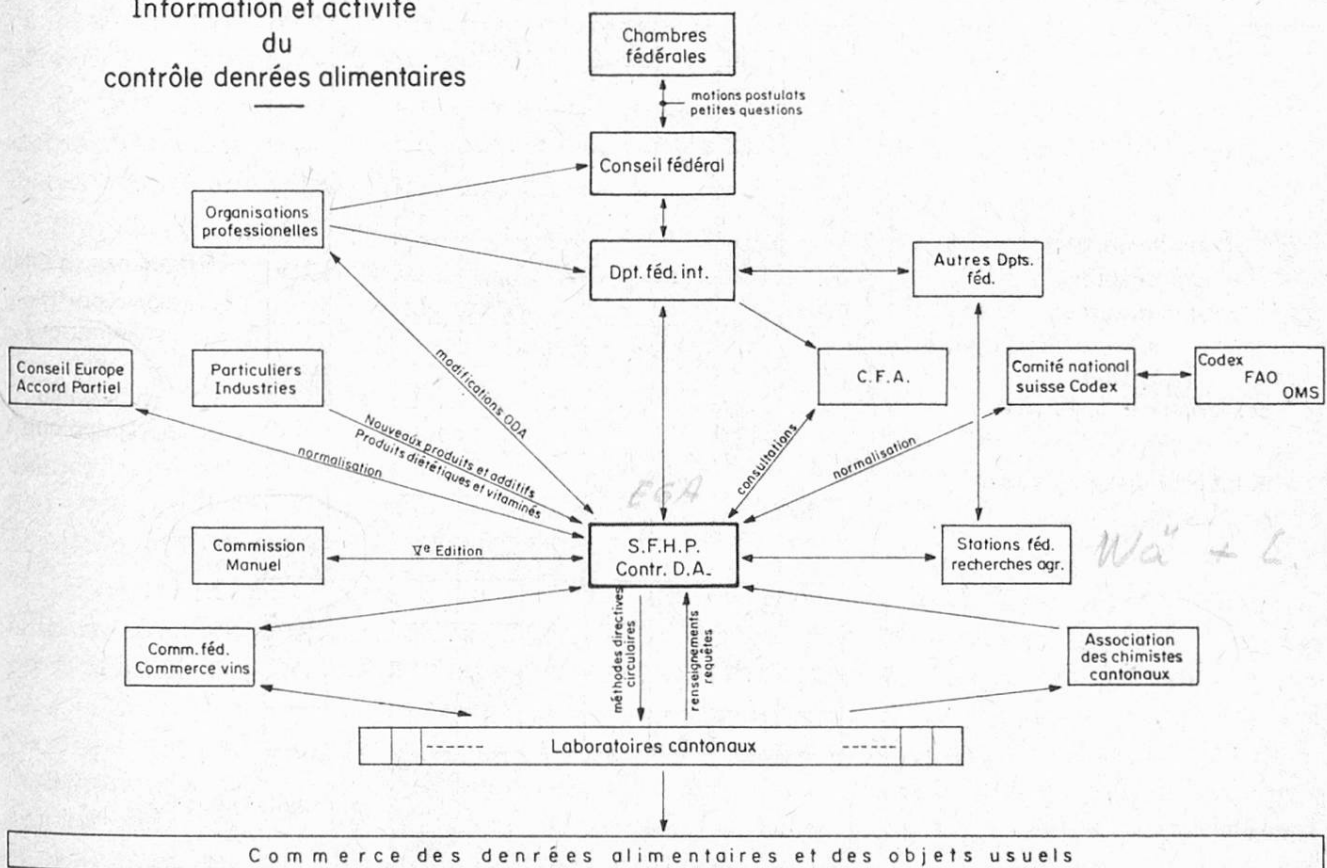 Information et activité
du
contrôle denrées alimentaires
Chambres
fédérales
motions postulats
petites questions
Conseil fédéral
Organisations
professionelles
Dpt. féd. int.
Autres Dpts.
féd.
Conseil Europe
Accord Partiel
Particuliers
Industries
C.F.A.
Comité national
suisse Codex
Codex
FAO
OMS
modifications ODA
Nouveaux produits et additifs
Produits diététiques et vitaminés
normalisation
consultations
normalisation
EGA
Commission
Manuel
Ve Edition
S.F.H.P.
Contr. D.A.
Stations féd.
recherches agr.
Wä + L.
Comm. féd.
Commerce vins
méthodes directives
circulaires
renseignements
requêtes
Association
des chimistes
cantonaux
Laboratoires cantonaux
Commerce des denrées alimentaires et des objets usuels